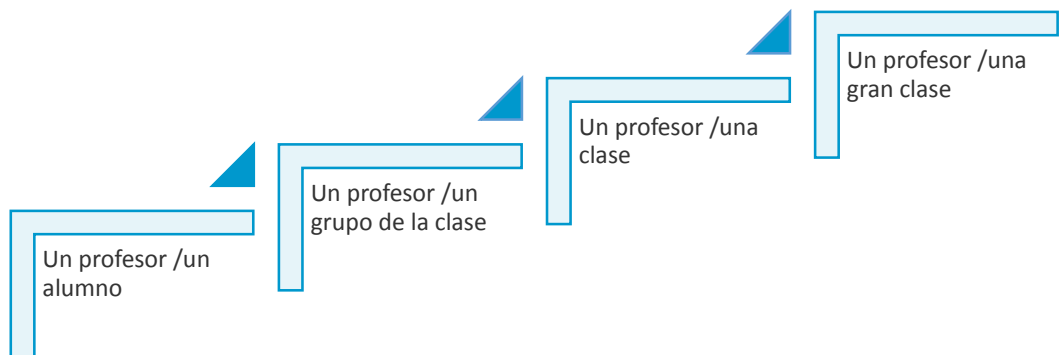 Un profesor /un
alumno
Un profesor /un
grupo de la clase
Un profesor /una
clase
Un profesor /una
gran clase